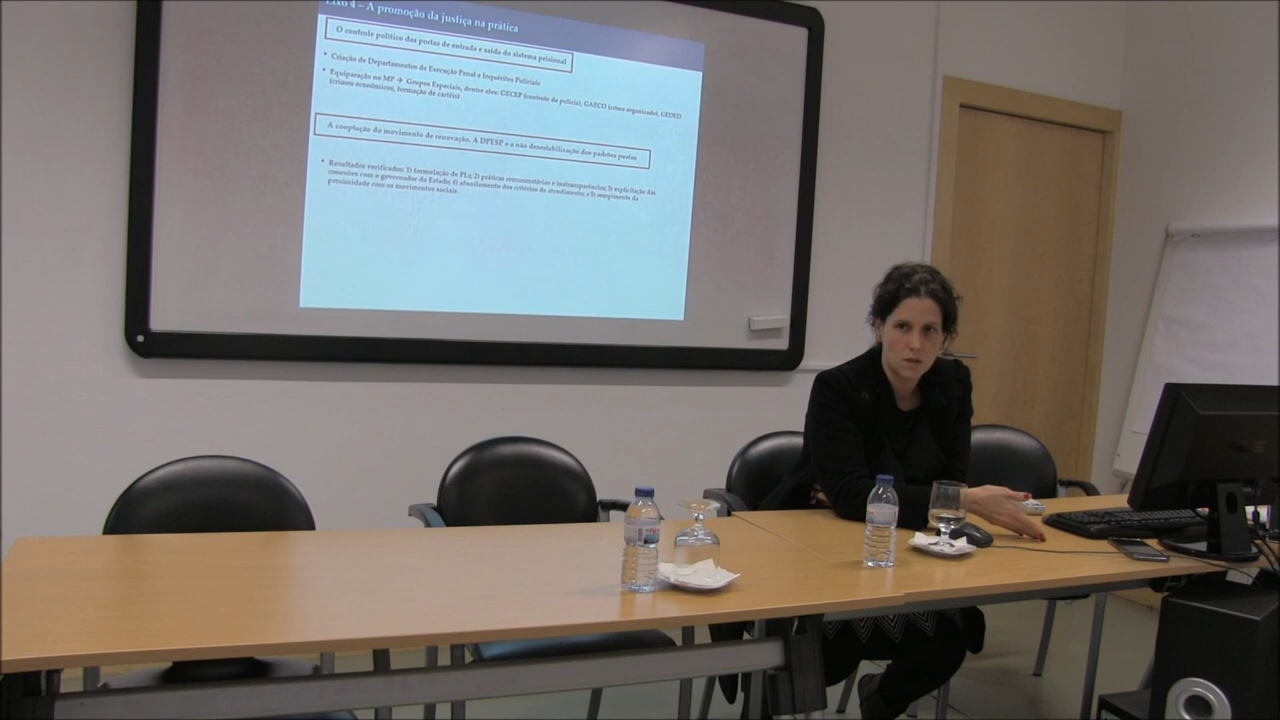 Eixo 4 – A promoção da justiça na prática
O controle político das portas de entrada e saída do sistema prisional
• Criação de Departamentos de Execução Penal e Inquéritos Policiais
• Equiparação no MP → Grupos Especiais, dentre eles: GECEP (controle da polícia), GAECO (crime organizado), GEDED
(crimes econômicos, formação de cartéis)
A cooptação do movimento de renovação. A DPESP e a não desestabilização dos padrões postos
• Resultados verificados: 1) formulação de PLs; 2) práticas remuneratórias e instransparências; 3) explicitação das
conexões com o governador do Estado; 4) afunilamento dos critérios de atendimento; e 5) rompimento da
proximidade com os movimentos sociais